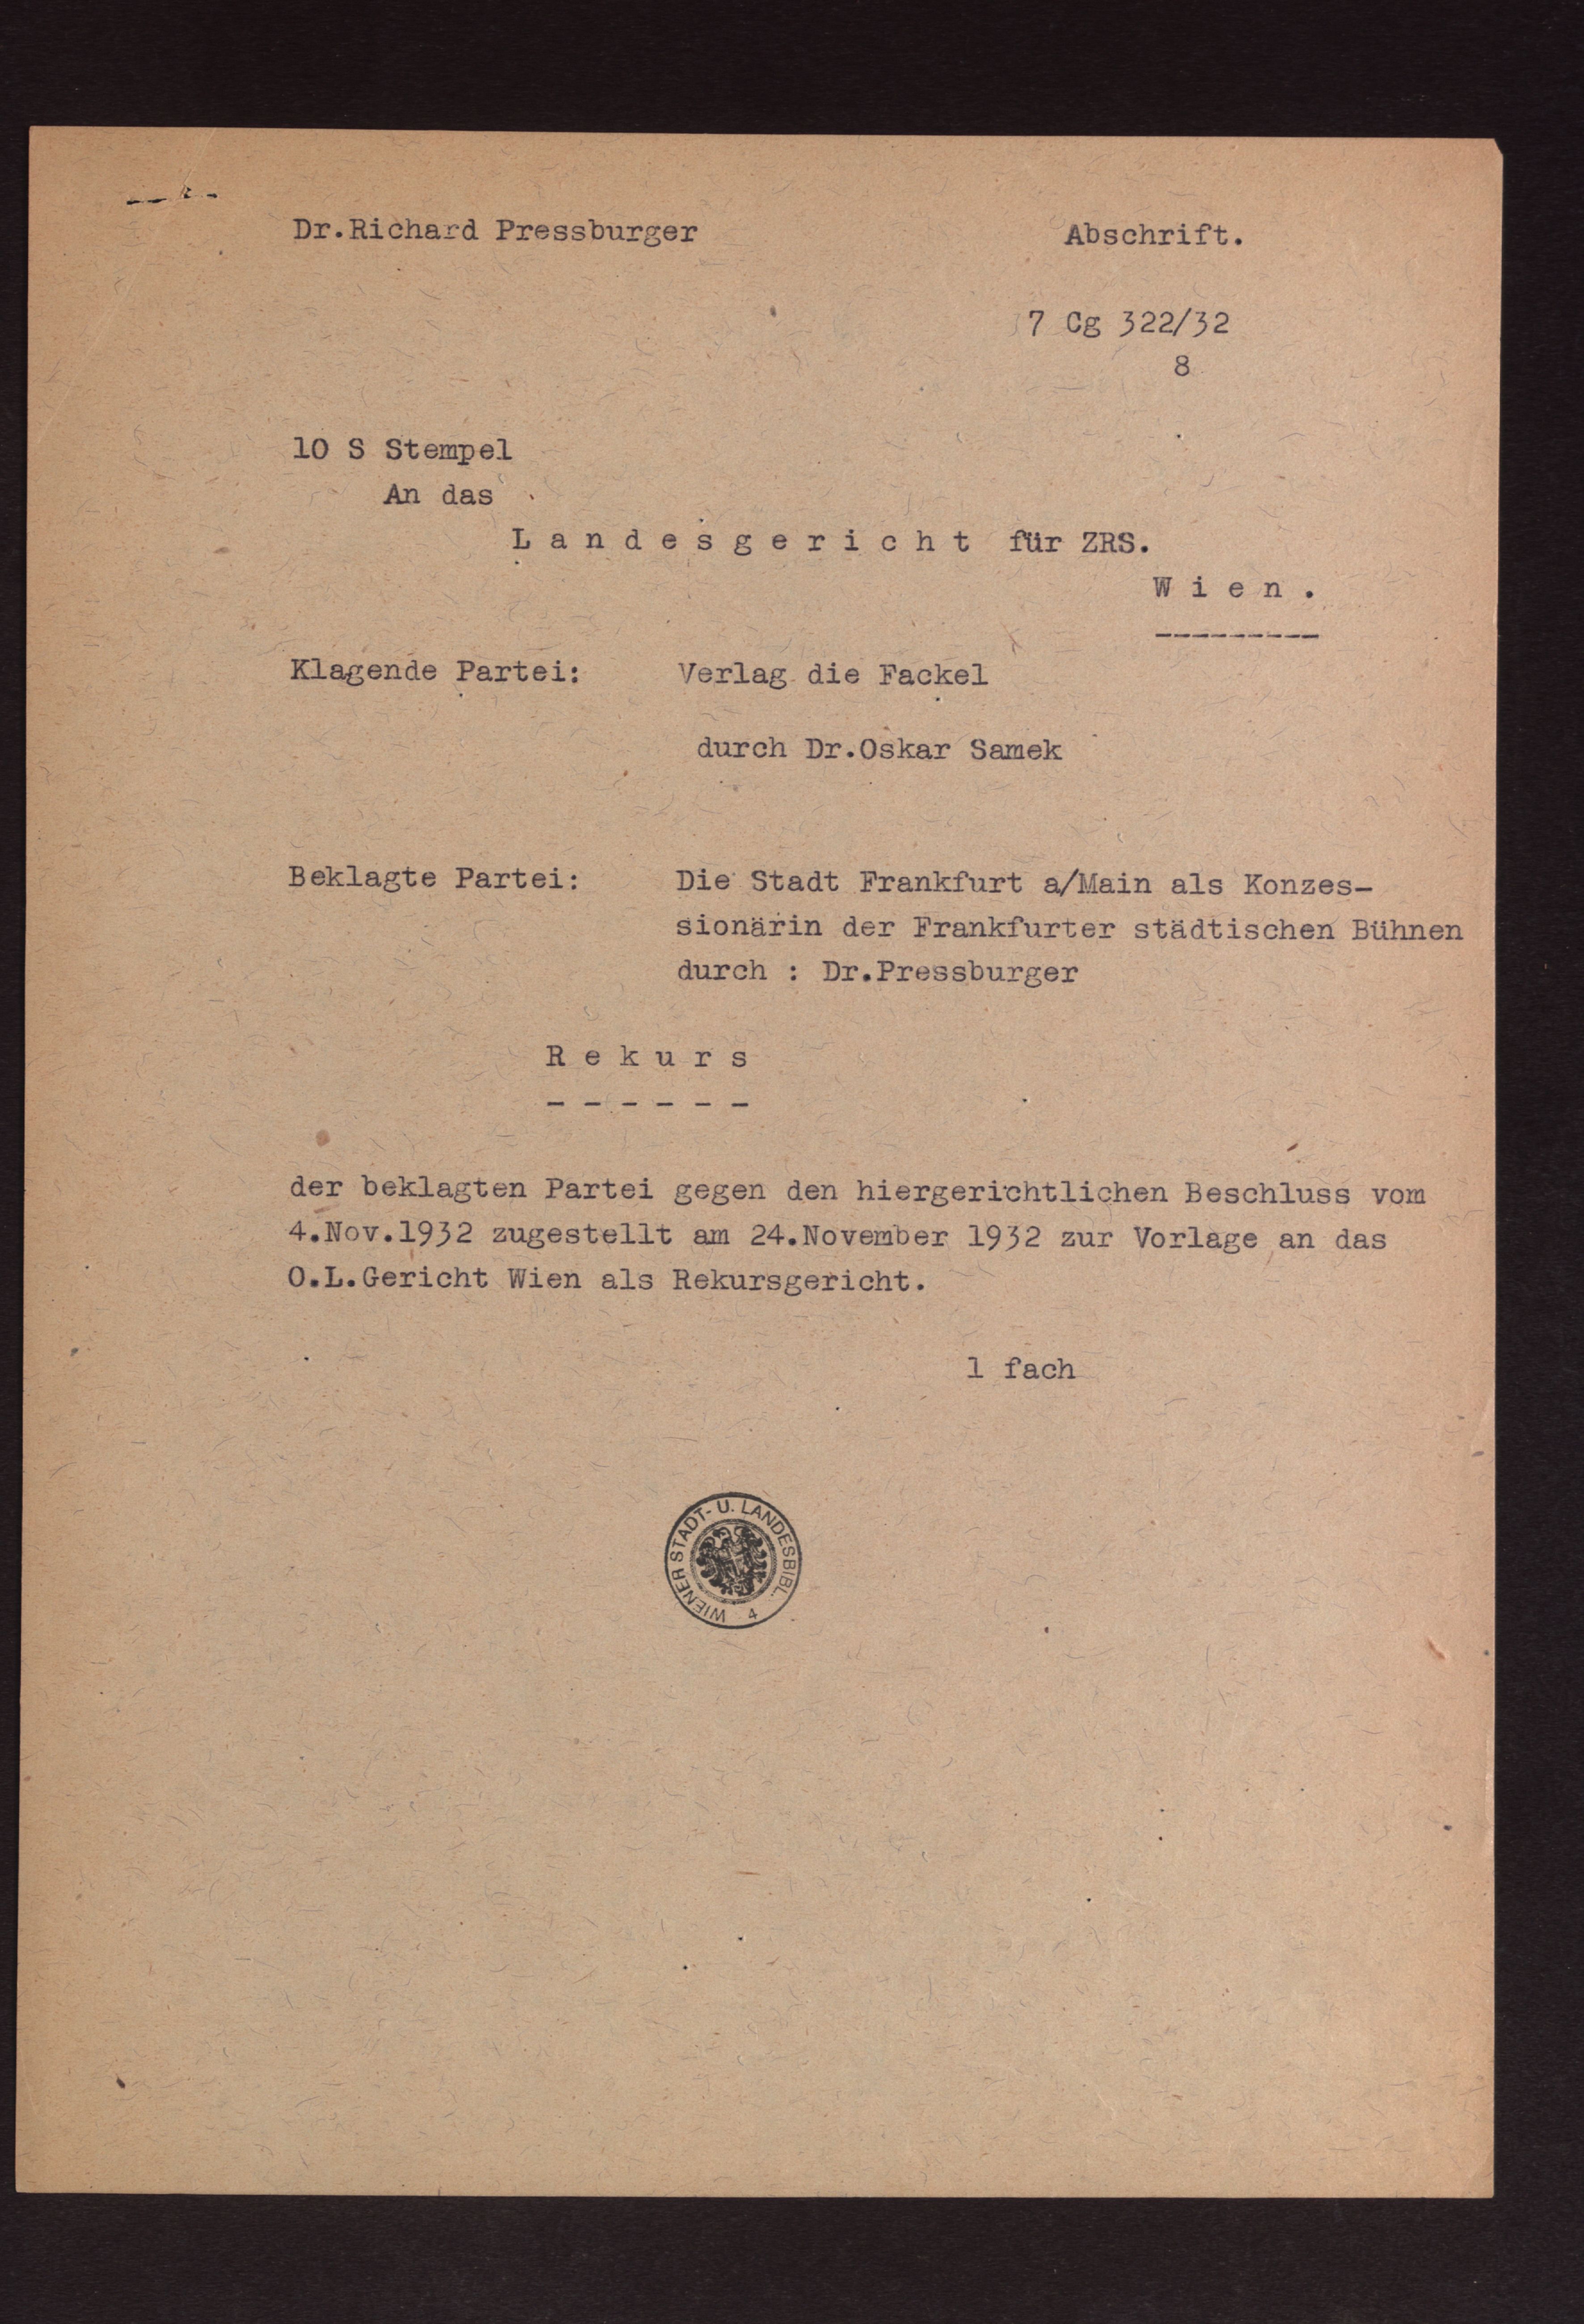 Dr.Richard Pressburger
Abschrift.
7 Cg 322/32
8
10 S Stempel
An das
L a n d e s g e r i c h t für ZRS.
W i e n .
---------
Klagende Partei: Verlag die Fackel
durch Dr.Oskar Samek
Beklagte Partei: Die Stadt Frankfurt a/Main als Konzes-
sionärin der Frankfurter städtischen Bühnen
durch : Dr.Pressburger
R e k u r s
- - - - - -
der beklagten Partei gegen den hiergerichtlichen Beschluss vom
4.Nov.1932 zugestellt am 24.November 1932 zur Vorlage an das
O.L.Gericht Wien als Rekursgericht.
1 fach
WIENER STADT- U. LANDESBIBL. 4